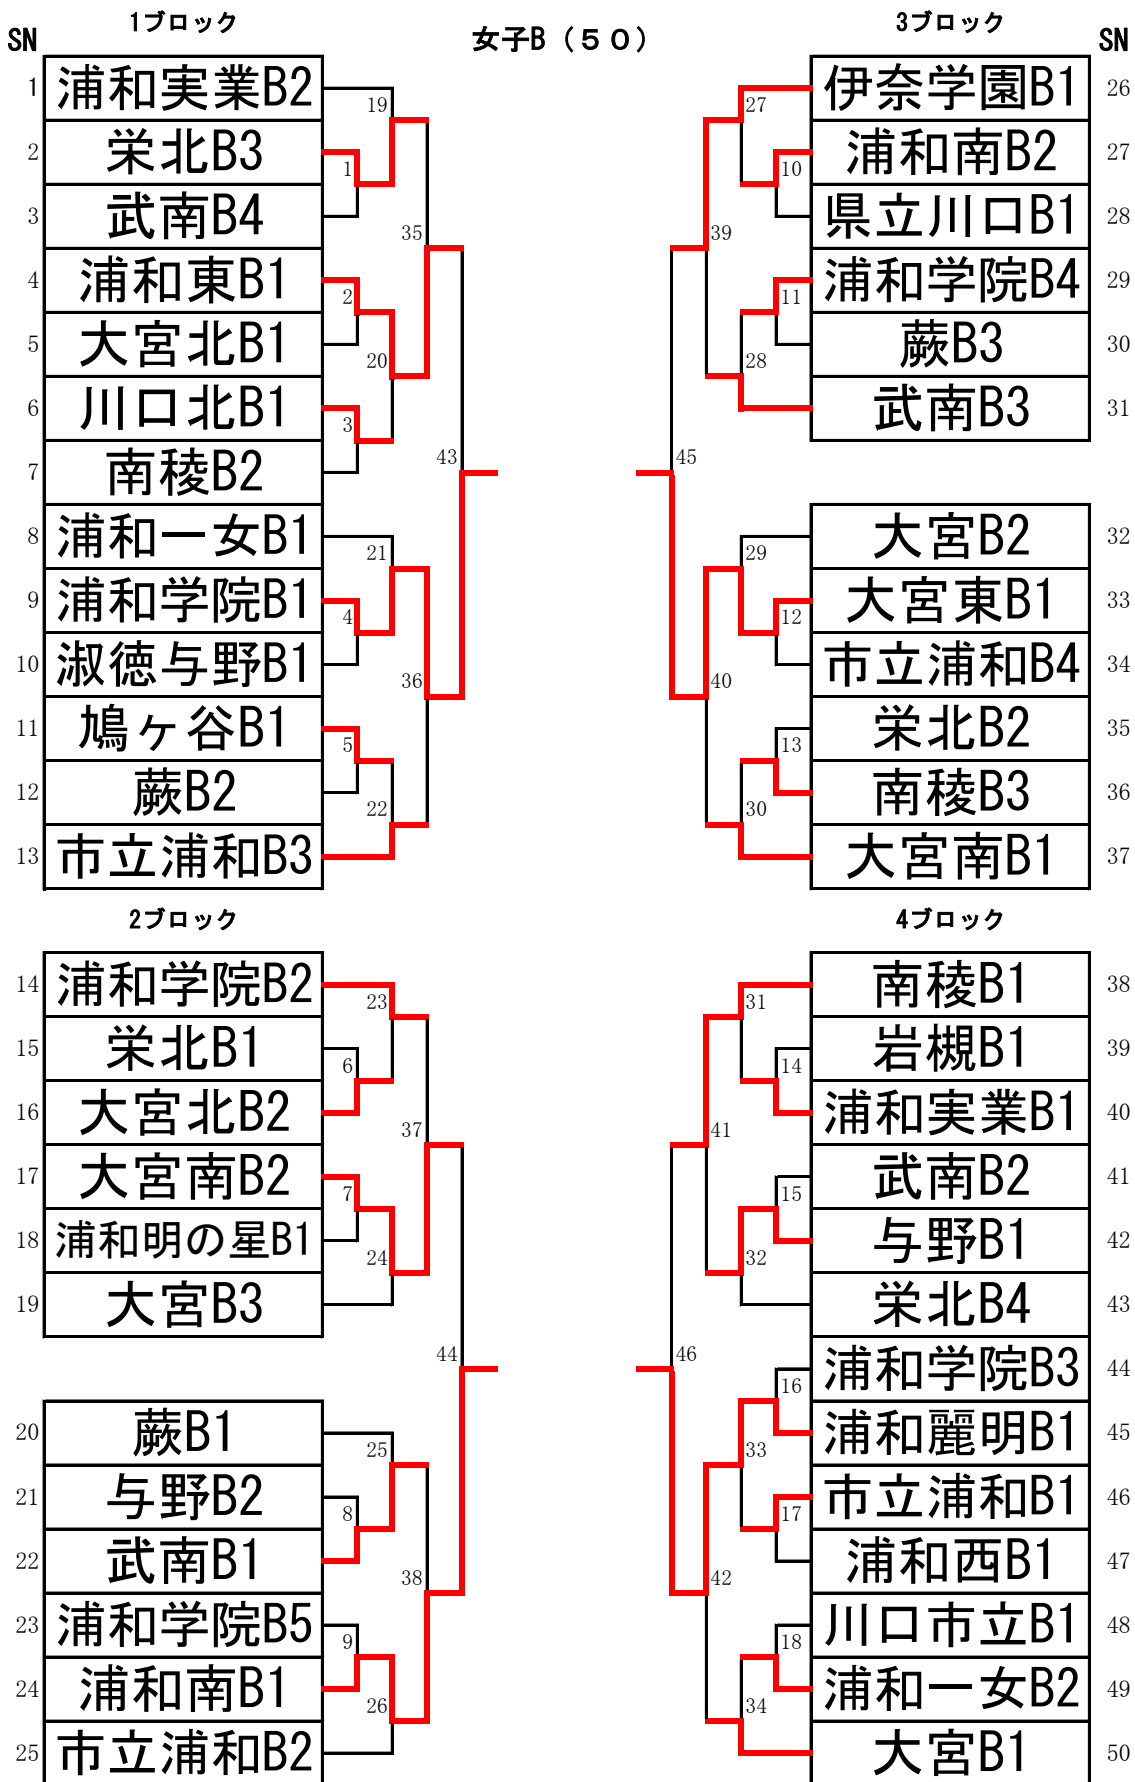 女子B（５０）
SN
1ブロック
1 浦和実業B2
2 栄北B3
3 武南B4
4 浦和東B1
5 大宮北B1
6 川口北B1
7 南稜B2
8 浦和一女B1
9 浦和学院B1
10 淑徳与野B1
11 鳩ヶ谷B1
12 蕨B2
13 市立浦和B3
19
1
35
2
20
3
43
21
4
36
5
22
2ブロック
14 浦和学院B2
15 栄北B1
16 大宮北B2
17 大宮南B2
18 浦和明の星B1
19 大宮B3
20 蕨B1
21 与野B2
22 武南B1
23 浦和学院B5
24 浦和南B1
25 市立浦和B2
23
6
37
7
24
44
25
8
38
9
26
3ブロック
SN
伊奈学園B1 26
浦和南B2 27
県立川口B1 28
浦和学院B4 29
蕨B3 30
武南B3 31
大宮B2 32
大宮東B1 33
市立浦和B4 34
栄北B2 35
南稜B3 36
大宮南B1 37
27
10
39
11
28
45
29
12
40
13
30
4ブロック
南稜B1 38
岩槻B1 39
浦和実業B1 40
武南B2 41
与野B1 42
栄北B4 43
浦和学院B3 44
浦和麗明B1 45
市立浦和B1 46
浦和西B1 47
川口市立B1 48
浦和一女B2 49
大宮B1 50
31
14
41
15
32
46
16
33
17
42
18
34